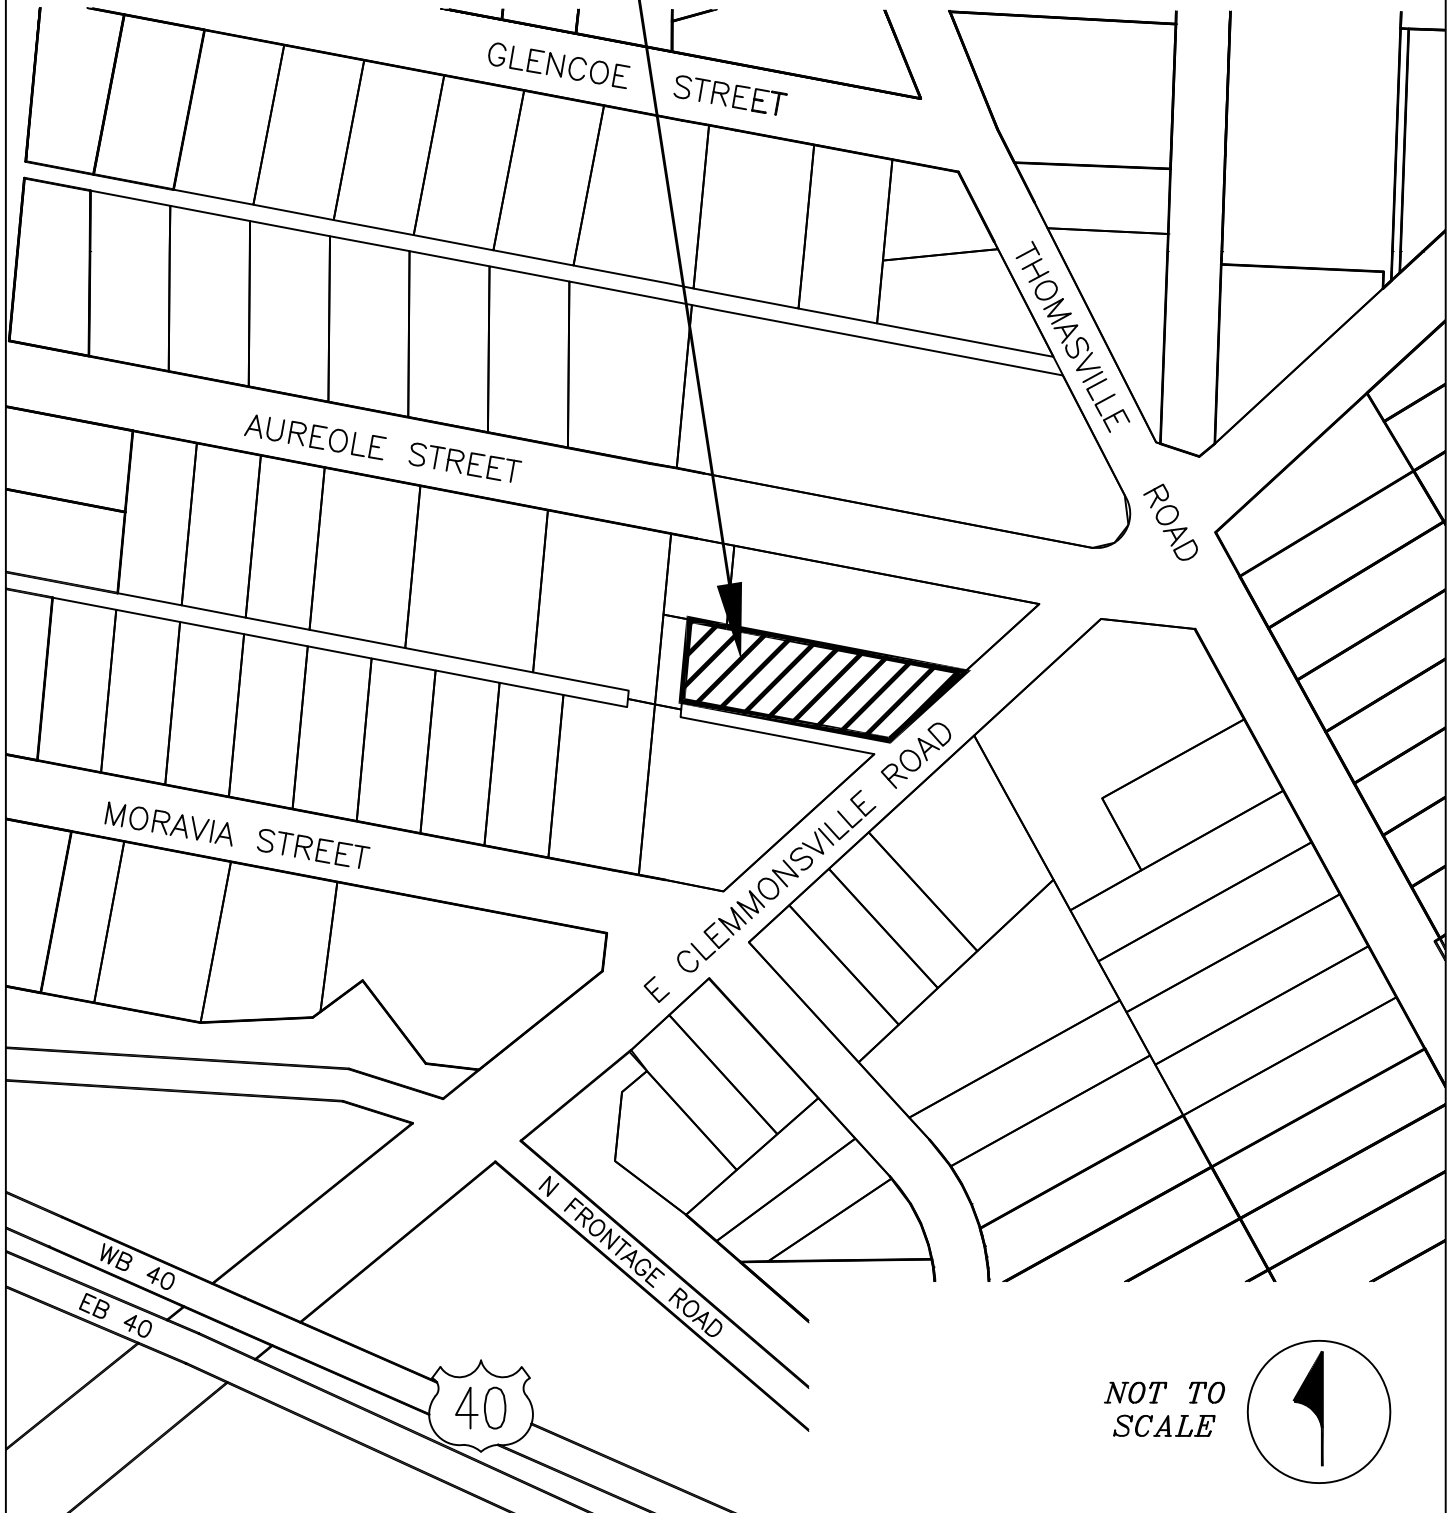 GLENCOE STREET
THOMASVILLE ROAD
AUREOLE STREET
MORAVIA STREET
E CLEMMONSVILLE ROAD
N FRONTAGE ROAD
WB 40
EB 40
40
NOT TO
SCALE